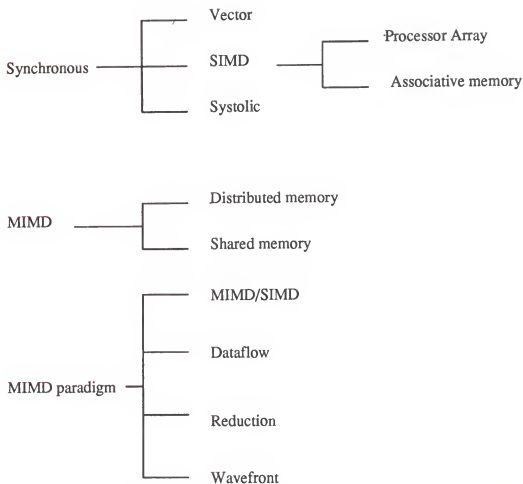 Vector
Synchronous
SIMD
Processor Array
Associative memory
Systolic
MIMD
Distributed memory
Shared memory
MIMD paradigm
MIMD/SIMD
Dataflow
Reduction
Wavefront